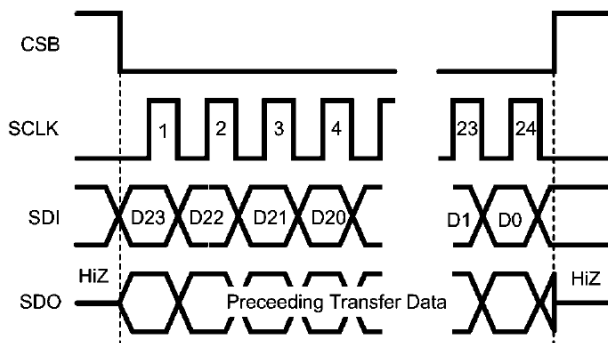 CSB
SCLK 1 2 3 4 23 24
SDI D23 D22 D21 D20 D1 D0
HiZ HiZ
SDO Preceeding Transfer Data